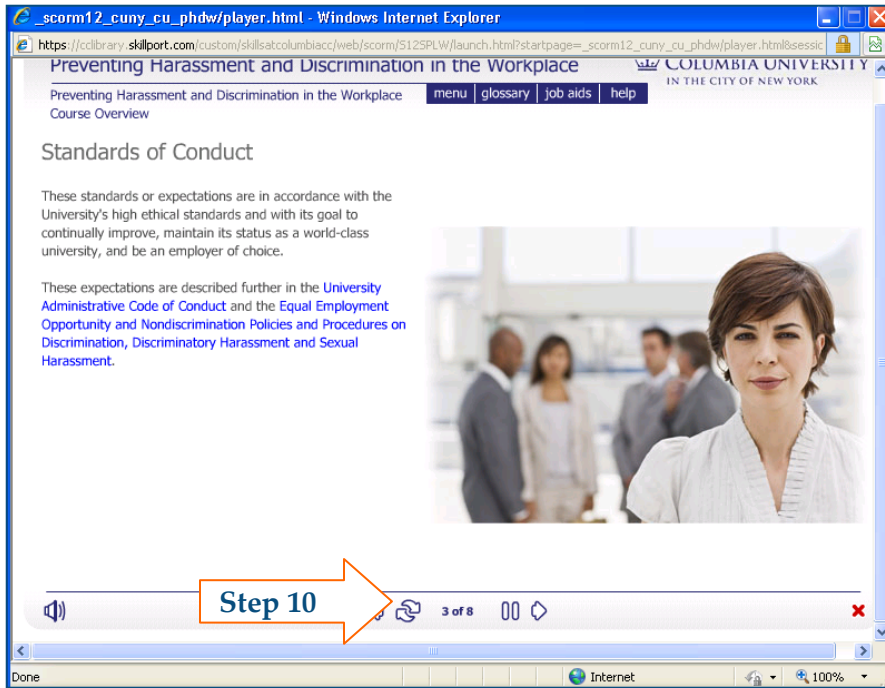 _scorm12_cuny_cu_phdw/player.html - Windows Internet Explorer
https://cclibrary.skillport.com/custom/skillsatcolumbiacc/web/scorm/S12SPLW/launch.html?startpage=_scorm12_cuny_cu_phdw/player.html&sessic
Preventing Harassment and Discrimination in the Workplace
COLUMBIA UNIVERSITY
IN THE CITY OF NEW YORK
Preventing Harassment and Discrimination in the Workplace
Course Overview
menu glossary job aids help
Standards of Conduct
These standards or expectations are in accordance with the
University's high ethical standards and with its goal to
continually improve, maintain its status as a world-class
university, and be an employer of choice.
These expectations are described further in the University
Administrative Code of Conduct and the Equal Employment
Opportunity and Nondiscrimination Policies and Procedures on
Discrimination, Discriminatory Harassment and Sexual
Harassment.
Step 10
3 of 8
Done
Internet
100%